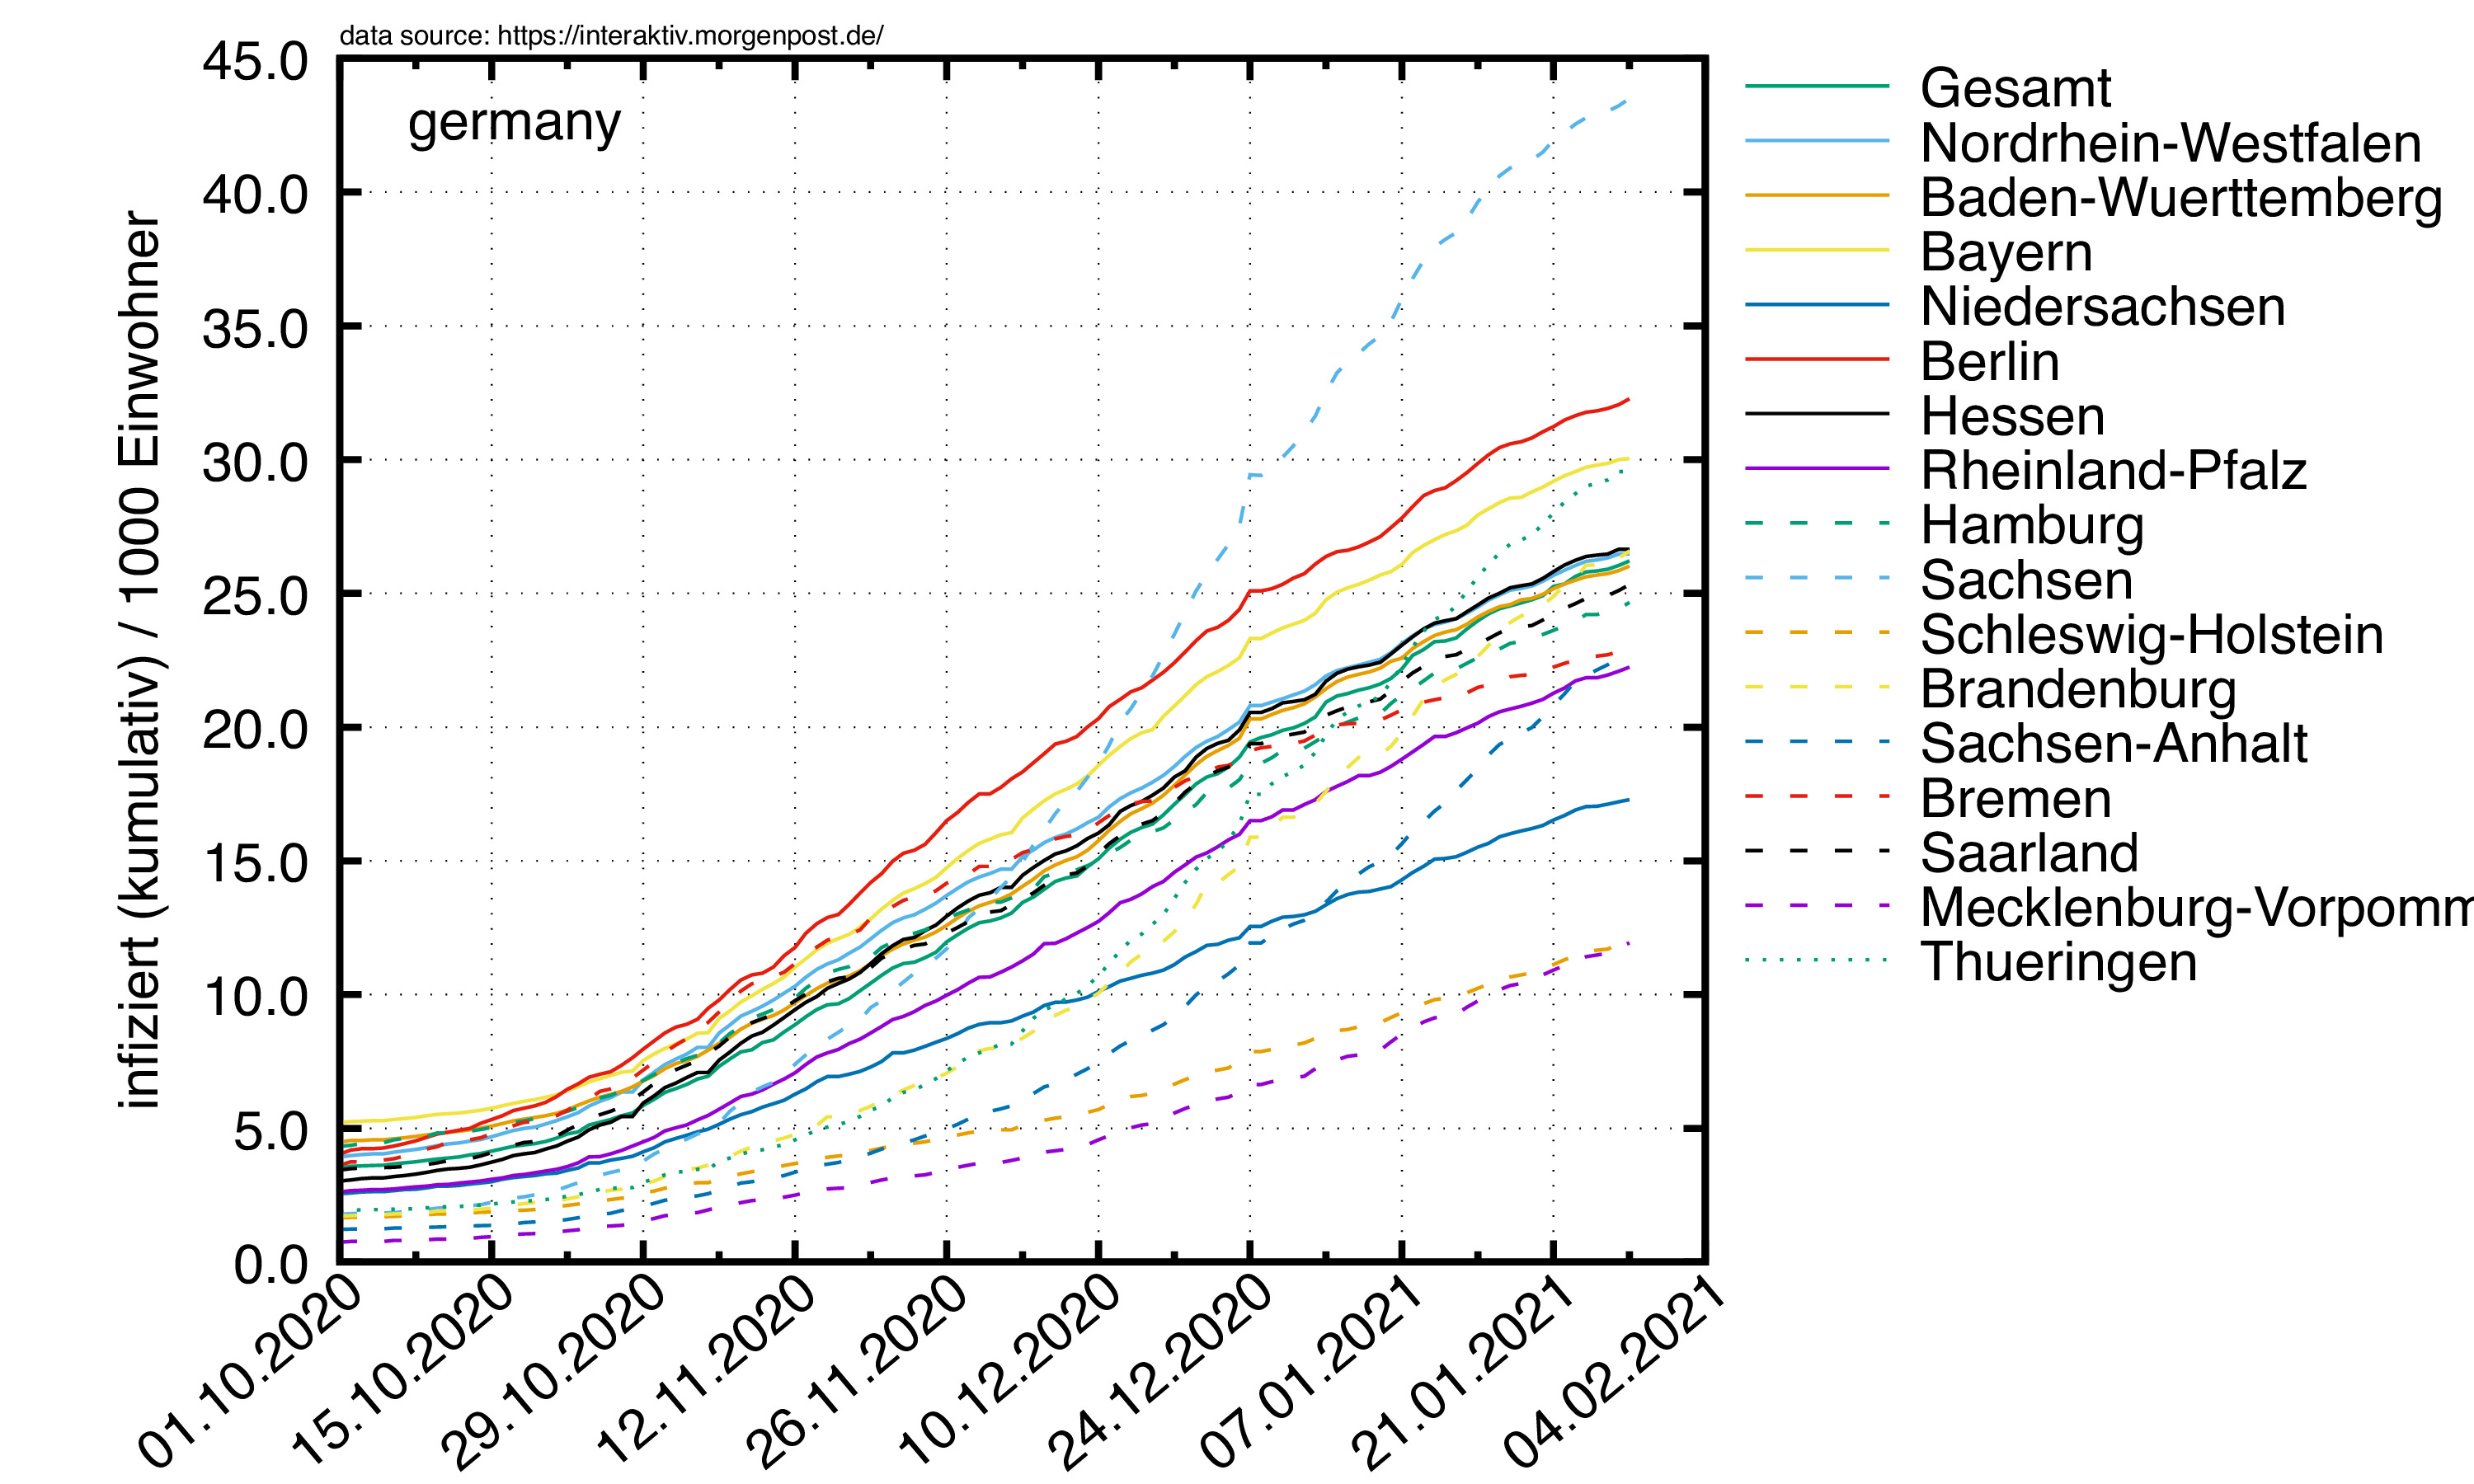 data source: https://interaktiv.morgenpost.de/
germany
infiziert (kumulativ) / 1000 Einwohner
45.0
40.0
35.0
30.0
25.0
20.0
15.0
10.0
5.0
0.0
01.10.2020
15.10.2020
29.10.2020
12.11.2020
26.11.2020
10.12.2020
24.12.2020
07.01.2021
21.01.2021
04.02.2021
Gesamt
Nordrhein-Westfalen
Baden-Wuerttemberg
Bayern
Niedersachsen
Berlin
Hessen
Rheinland-Pfalz
Hamburg
Sachsen
Schleswig-Holstein
Brandenburg
Sachsen-Anhalt
Bremen
Saarland
Mecklenburg-Vorpomm
Thueringen